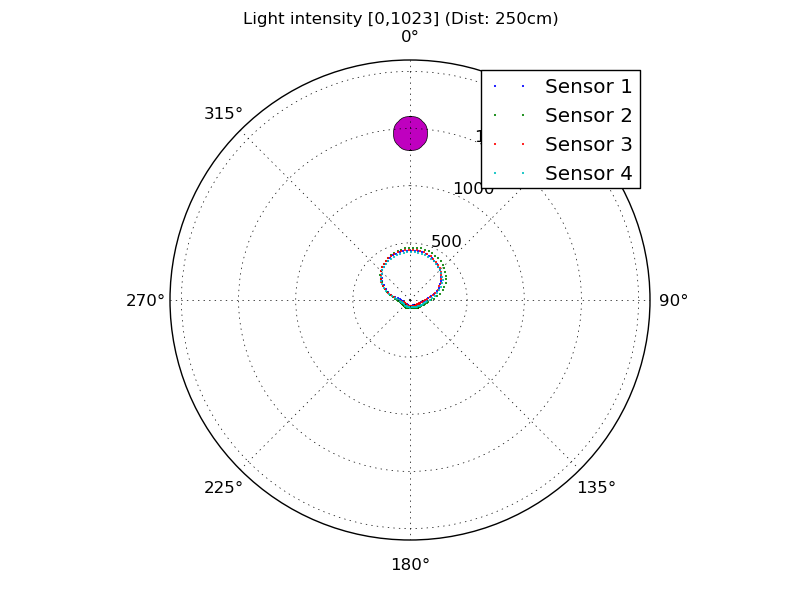 Light intensity [0,1023] (Dist: 250cm)
0°
315°
Sensor 1
Sensor 2
Sensor 3
Sensor 4
1000
500
270°
90°
225°
135°
180°